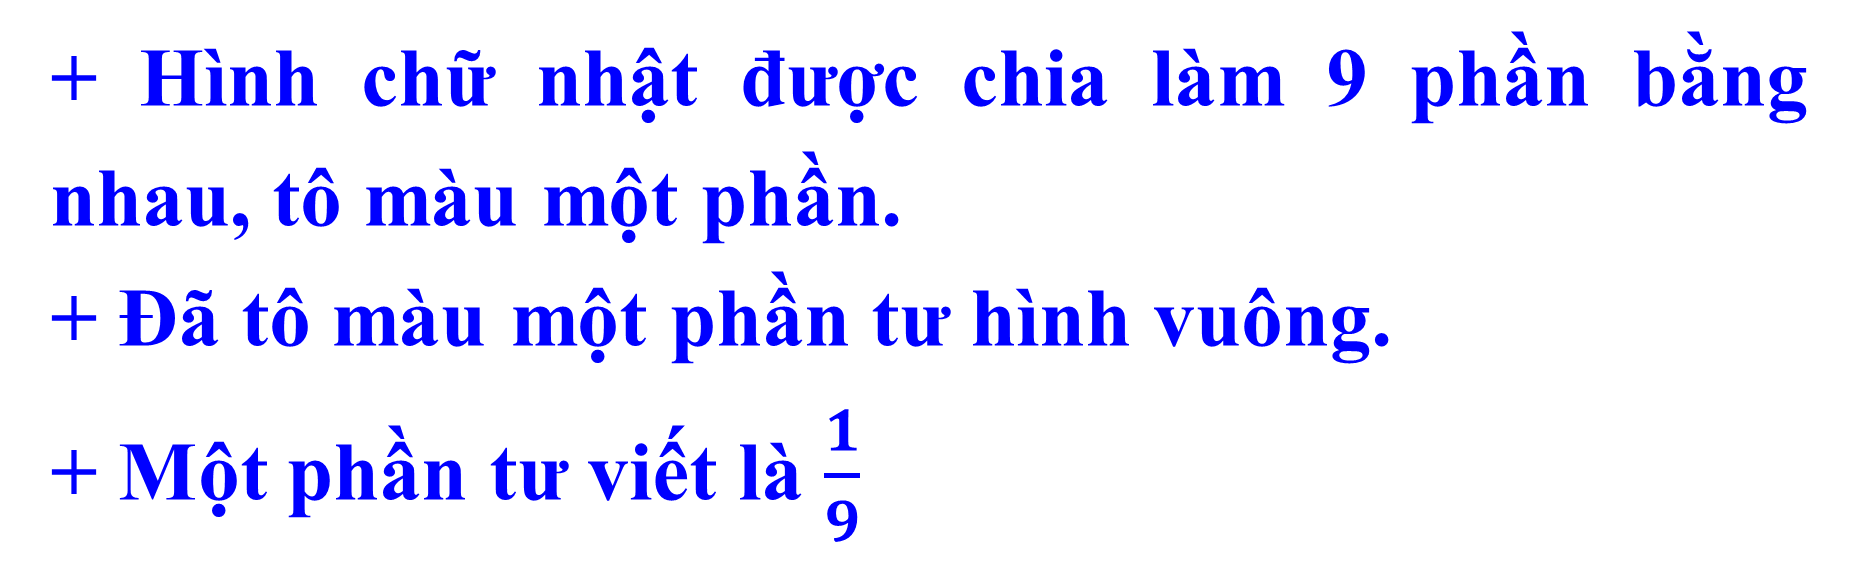 + Hình chữ nhật được chia làm 9 phần bằng
nhau, tô màu một phần.
+ Đã tô màu một phần tư hình vuông.
+ Một phần tư viết là 1/9